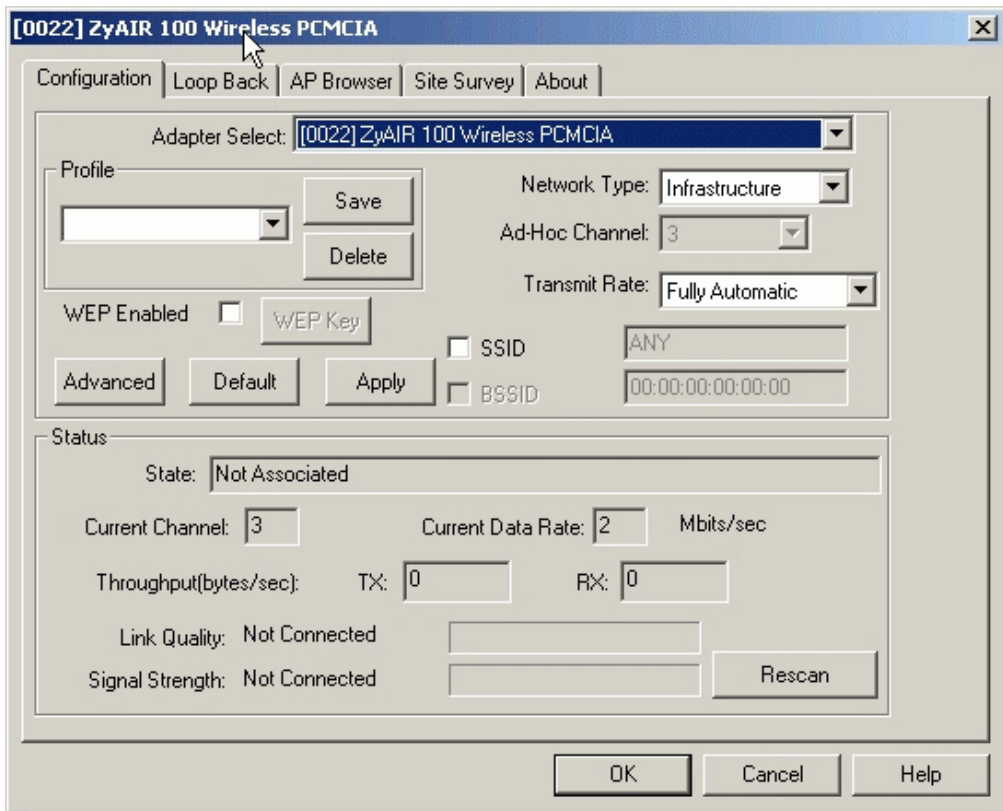 [0022] ZyAIR 100 Wireless PCMCIA
Configuration Loop Back AP Browser Site Survey About
Adapter Select: [0022] ZyAIR 100 Wireless PCMCIA
Profile
Save
Delete
Network Type: Infrastructure
Ad-Hoc Channel: 3
Transmit Rate: Fully Automatic
WEP Enabled WEP Key
SSID ANY
Advanced Default Apply
BSSID 00:00:00:00:00:00
Status
State: Not Associated
Current Channel: 3 Current Data Rate: 2 Mbits/sec
Throughput(bytes/sec): TX: 0 RX: 0
Link Quality: Not Connected
Signal Strength: Not Connected
Rescan
OK Cancel Help